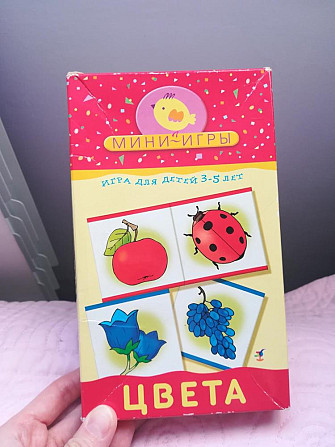 МИНИ-ИГРЫ
ИГРА ДЛЯ ДЕТЕЙ 3-5 ЛЕТ
ЦВЕТА